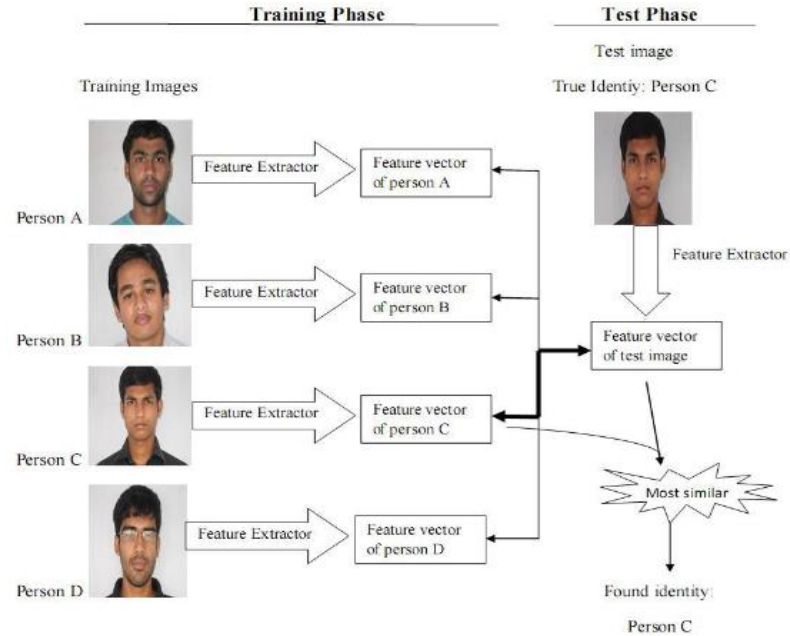 Training Phase
Test Phase
Test image
True Identiy: Person C
Training Images
Person A
Feature Extractor
Feature vector
of person A
Feature Extractor
Person B
Feature Extractor
Feature vector
of person B
Feature vector
of test image
Person C
Feature Extractor
Feature vector
of person C
Most similar
Person D
Feature Extractor
Feature vector
of person D
Found identity:
Person C